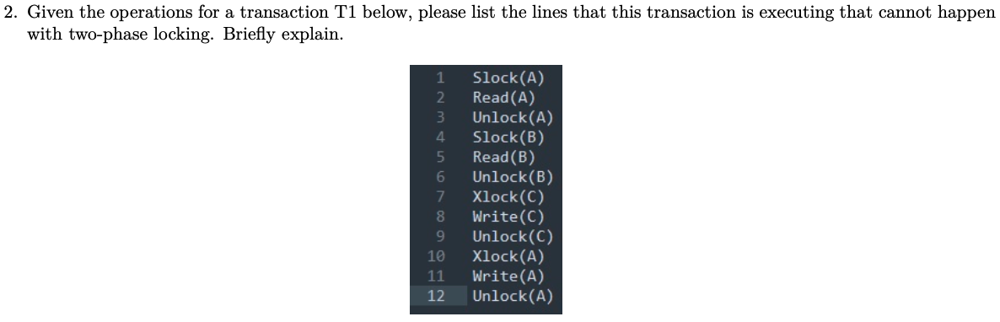 2. Given the operations for a transaction T1 below, please list the lines that this transaction is executing that cannot happen
with two-phase locking. Briefly explain.
1 Slock(A)
2 Read(A)
3 Unlock(A)
4 Slock(B)
5 Read(B)
6 Unlock(B)
7 Xlock(C)
8 Write(C)
9 Unlock(C)
10 Xlock(A)
11 Write(A)
12 Unlock(A)